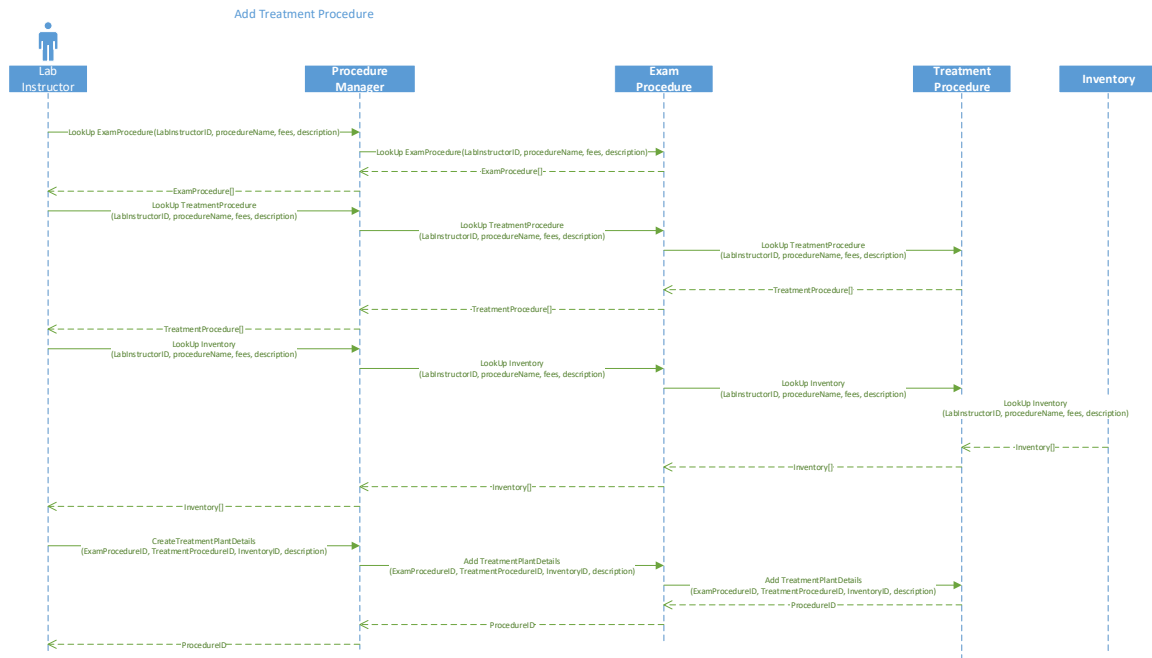 Add Treatment Procedure
Lab
Instructor
Procedure
Manager
Exam
Procedure
Treatment
Procedure
Inventory
LookUp ExamProcedure(LabInstructorID, procedureName, fees, description)
LookUp ExamProcedure(LabInstructorID, procedureName, fees, description)
ExamProcedure[]
ExamProcedure[]
LookUp TreatmentProcedure
(LabInstructorID, procedureName, fees, description)
LookUp TreatmentProcedure
(LabInstructorID, procedureName, fees, description)
LookUp TreatmentProcedure
(LabInstructorID, procedureName, fees, description)
TreatmentProcedure[]
TreatmentProcedure[]
TreatmentProcedure[]
LookUp Inventory
(LabInstructorID, procedureName, fees, description)
LookUp Inventory
(LabInstructorID, procedureName, fees, description)
LookUp Inventory
(LabInstructorID, procedureName, fees, description)
LookUp Inventory
(LabInstructorID, procedureName, fees, description)
Inventory[]
Inventory[]
Inventory[]
Inventory[]
CreateTreatmentPlantDetails
(ExamProcedureID, TreatmentProcedureID, InventoryID, description)
Add TreatmentPlantDetails
(ExamProcedureID, TreatmentProcedureID, InventoryID, description)
Add TreatmentPlantDetails
(ExamProcedureID, TreatmentProcedureID, InventoryID, description)
ProcedureID
ProcedureID
ProcedureID